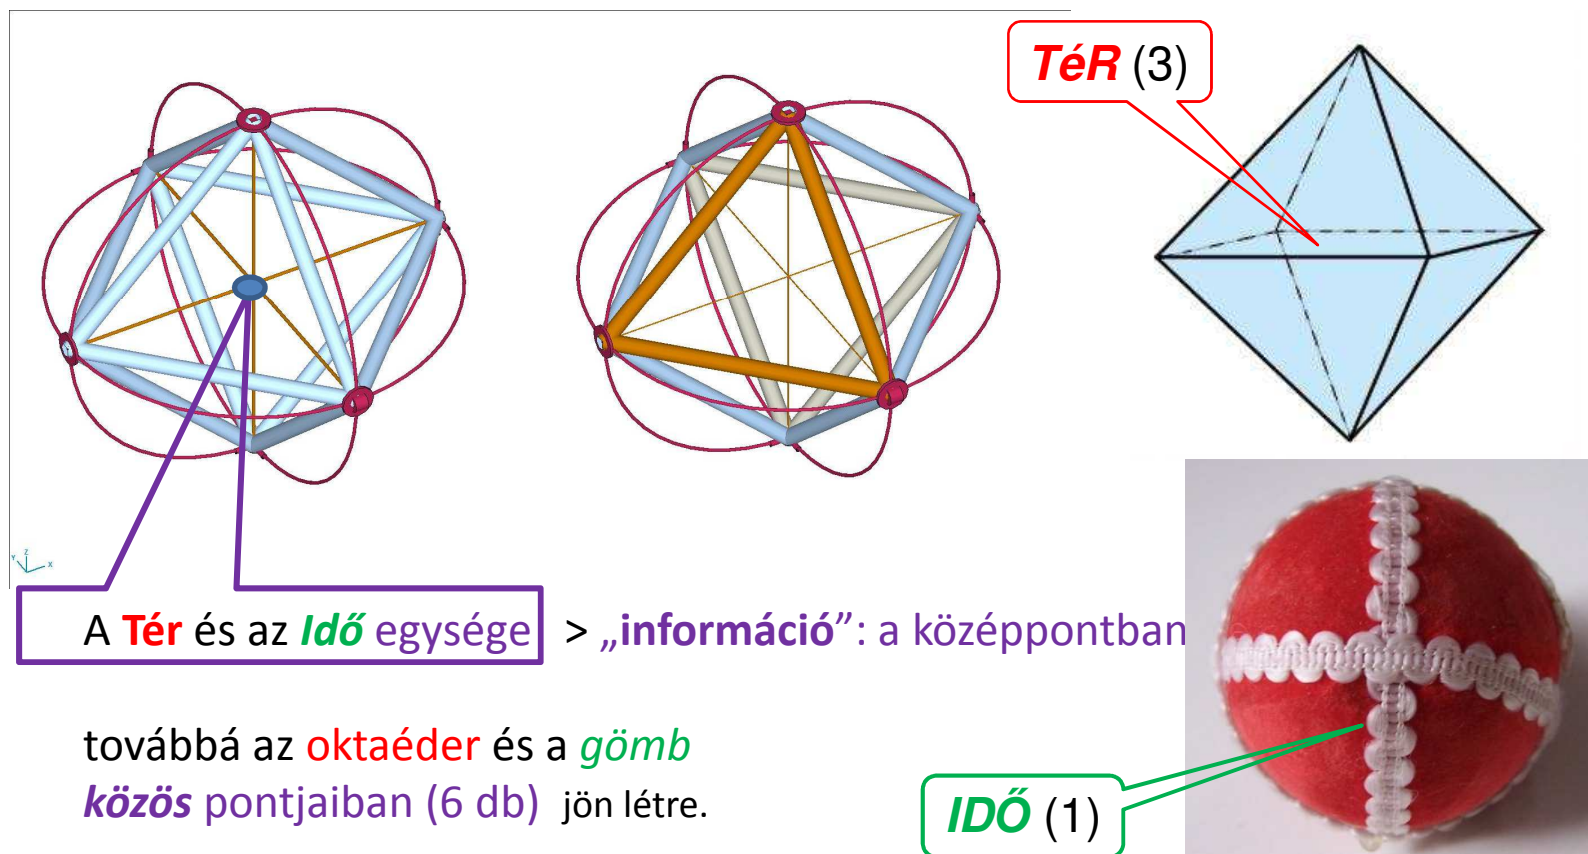 TéR (3)
Y Z X
A Tér és az Idő egysége > „információ”: a középpontban
továbbá az oktaéder és a gömb
közös pontjaiban (6 db) jön létre.
IDŐ (1)